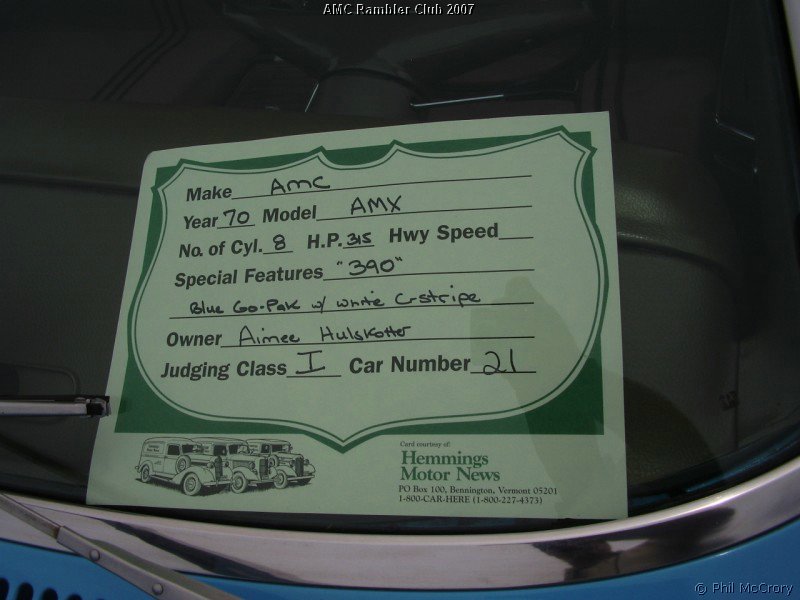 AMC Rambler Club 2007
Make AMC
Year 70 Model AMX
No. of Cyl. 8 H.P. 315 Hwy Speed
Special Features "390"
Blue Go-Pak w/ white C-stripe
Owner Aimee Hulskotter
Judging Class I Car Number 21
Card courtesy of:
Hemmings
Motor News
PO Box 100, Bennington, Vermont 05201
1-800-CAR-HERE (1-800-227-4373)
© Phil McCrory